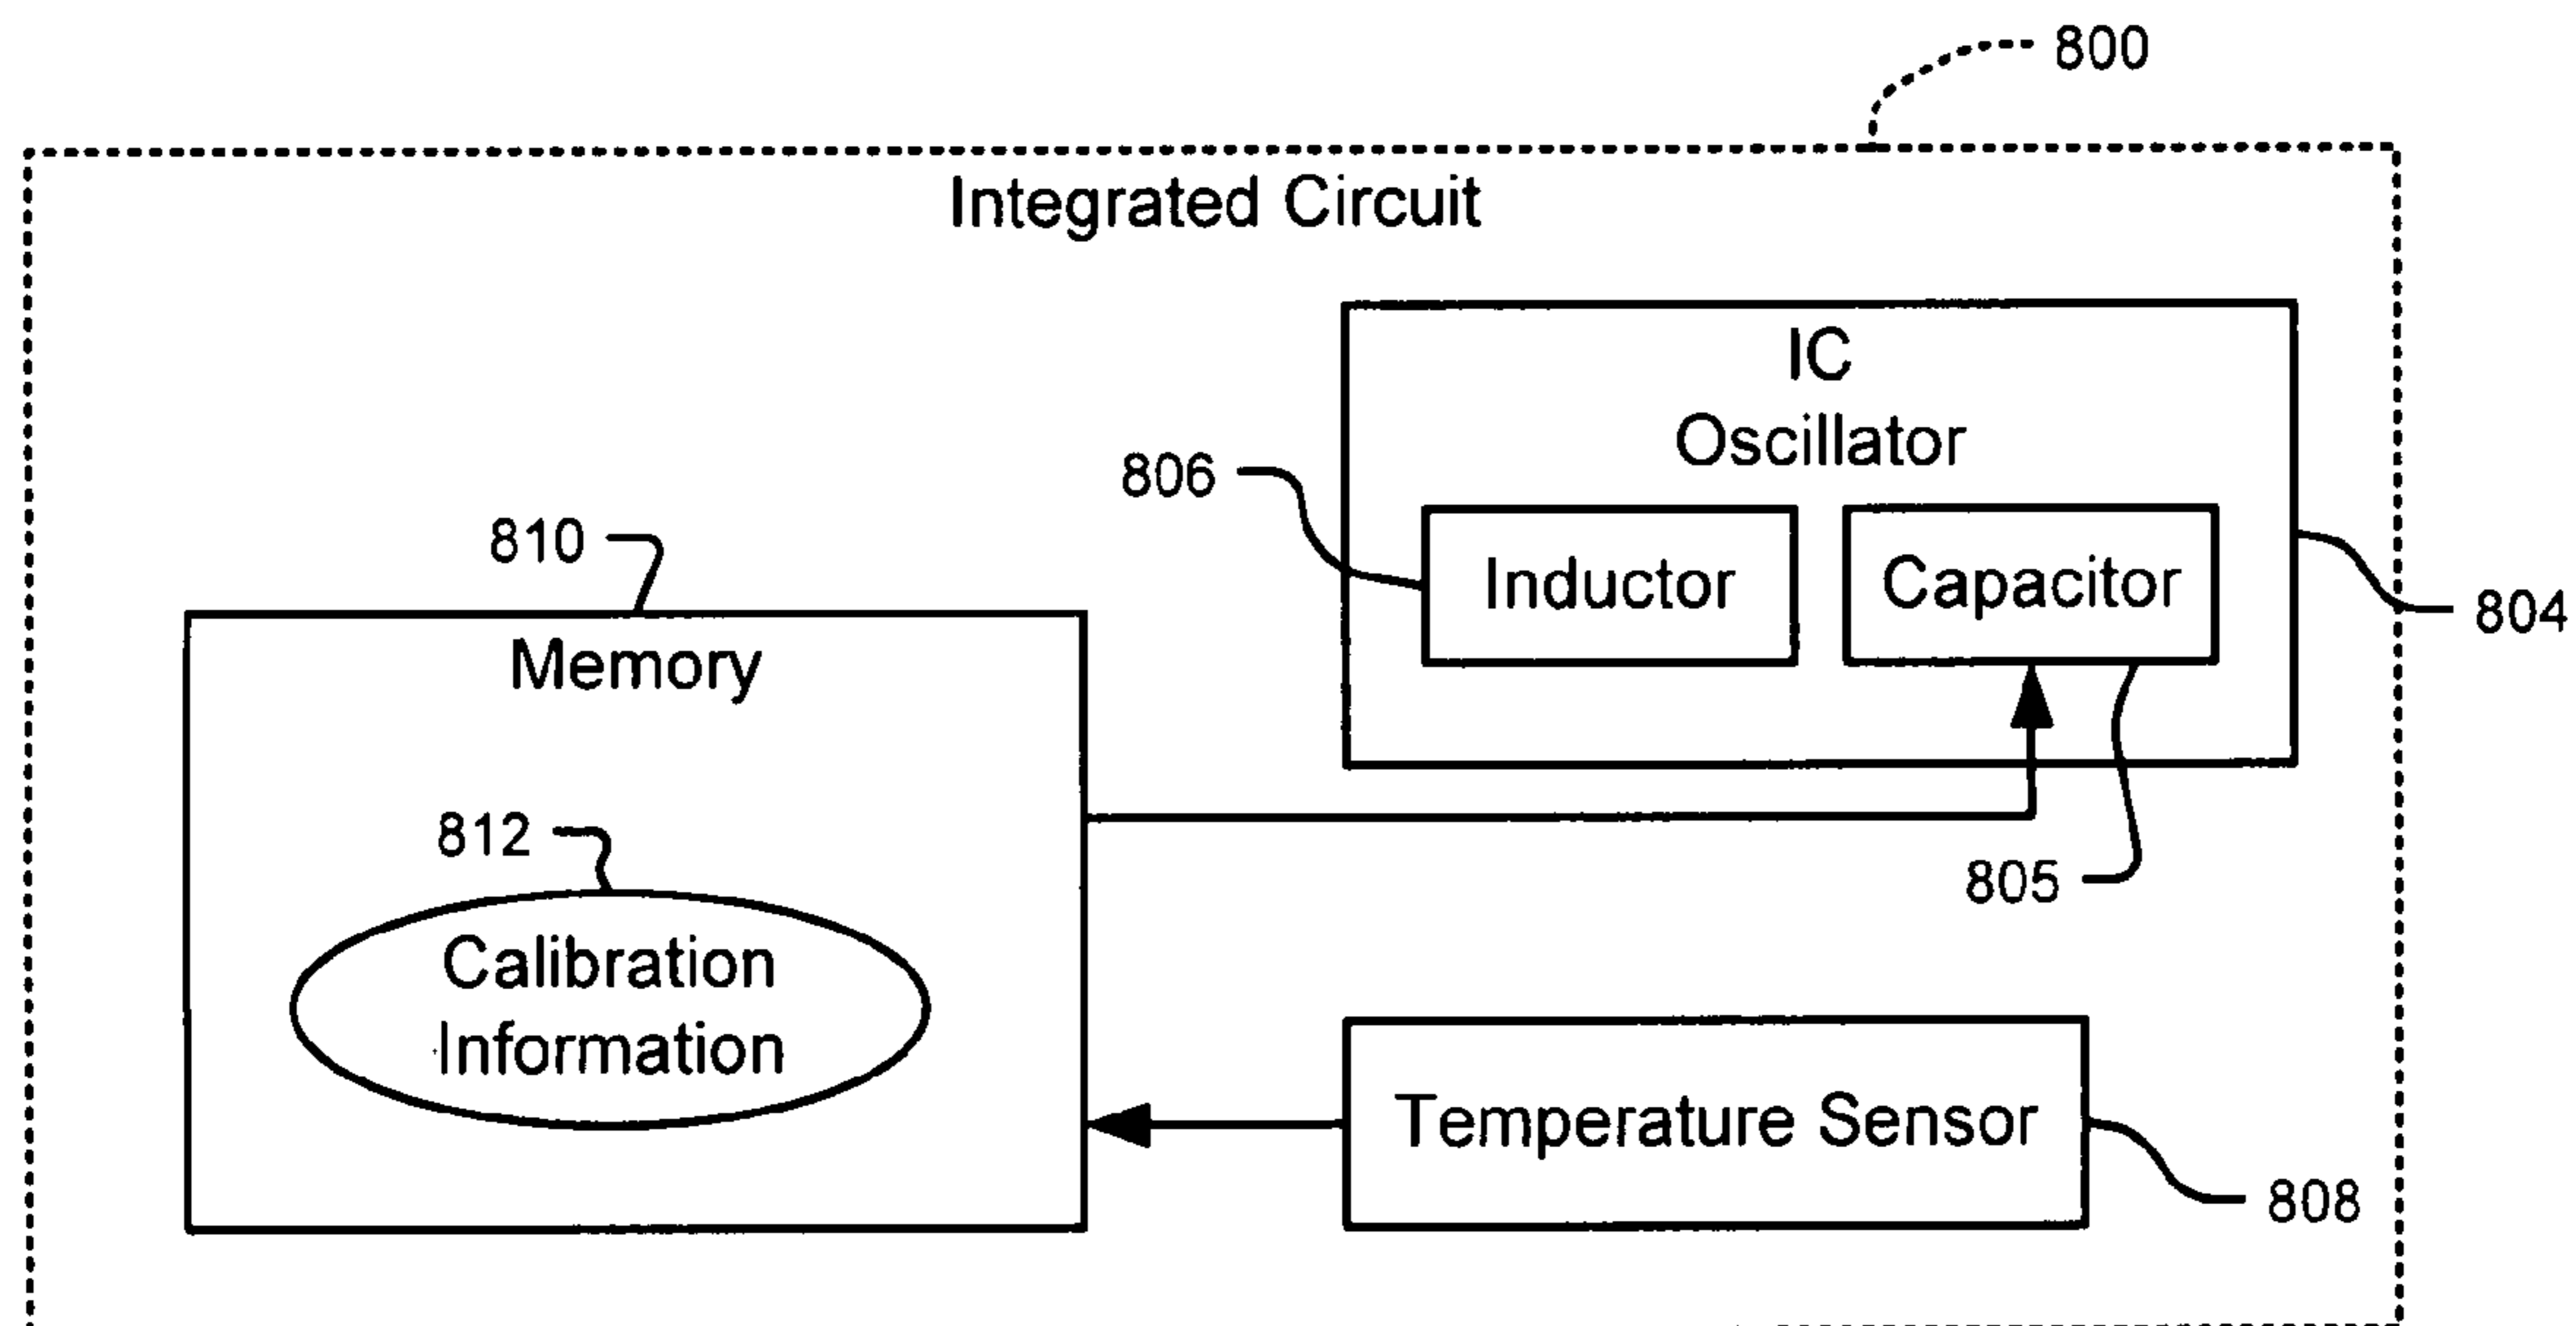 800
Integrated Circuit
IC
Oscillator
806
Inductor
Capacitor
804
810
Memory
805
812
Calibration
Information
Temperature Sensor
808